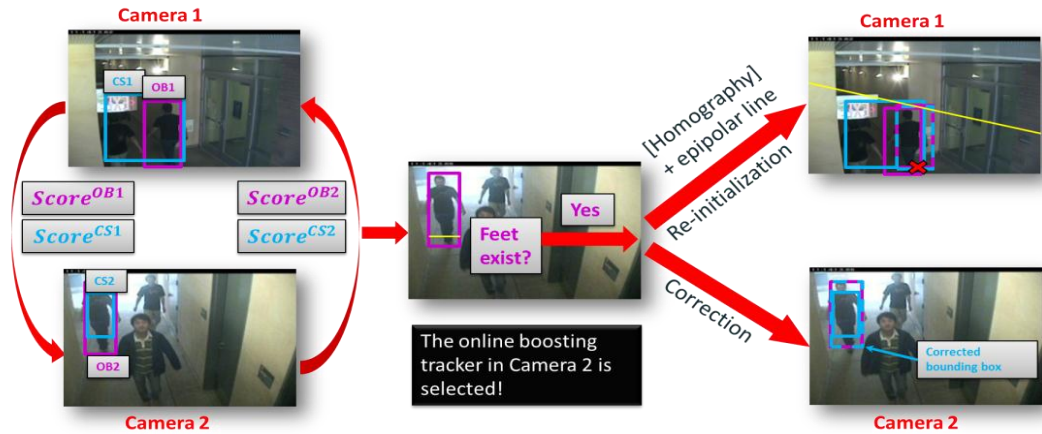 Camera 1
CS1
OB1
Score^OB1
Score^CS1
Score^OB2
Score^CS2
CS2
OB2
Camera 2
Feet
exist?
Yes
The online boosting
tracker in Camera 2 is
selected!
[Homography]
+ epipolar line
Re-initialization
Correction
Camera 1
Corrected
bounding box
Camera 2